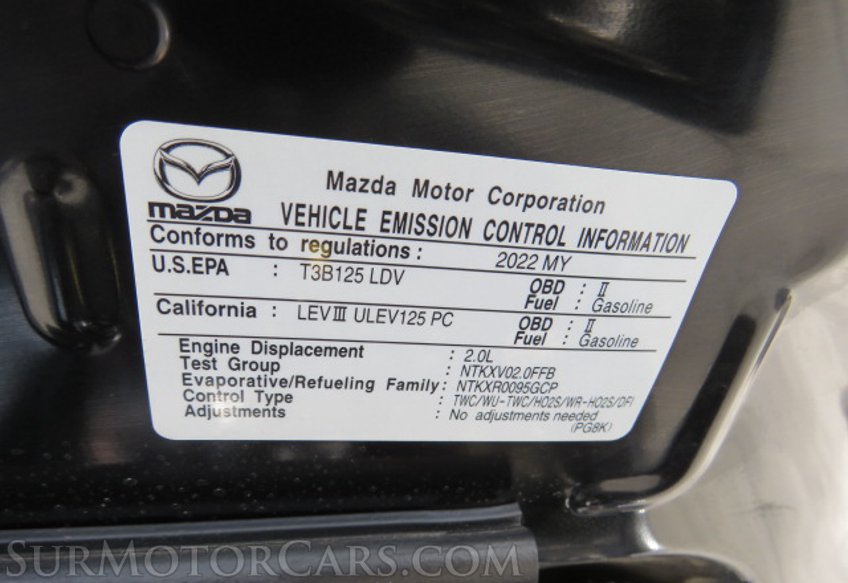 mazda
Mazda Motor Corporation
VEHICLE EMISSION CONTROL INFORMATION
Conforms to regulations : 2022 MY
U.S.EPA : T3B125 LDV OBD : II
Fuel : Gasoline
California : LEVIII ULEV125 PC OBD : II
Fuel : Gasoline
Engine Displacement : 2.0L
Test Group : NTKXV02.0FFB
Evaporative/Refueling Family: NTKXR0095GCP
Control Type : TWC/WU-TWC/HO2S/WR-HO2S/DFI
Adjustments : No adjustments needed
(PG8K)
SURMOTORCARS.COM